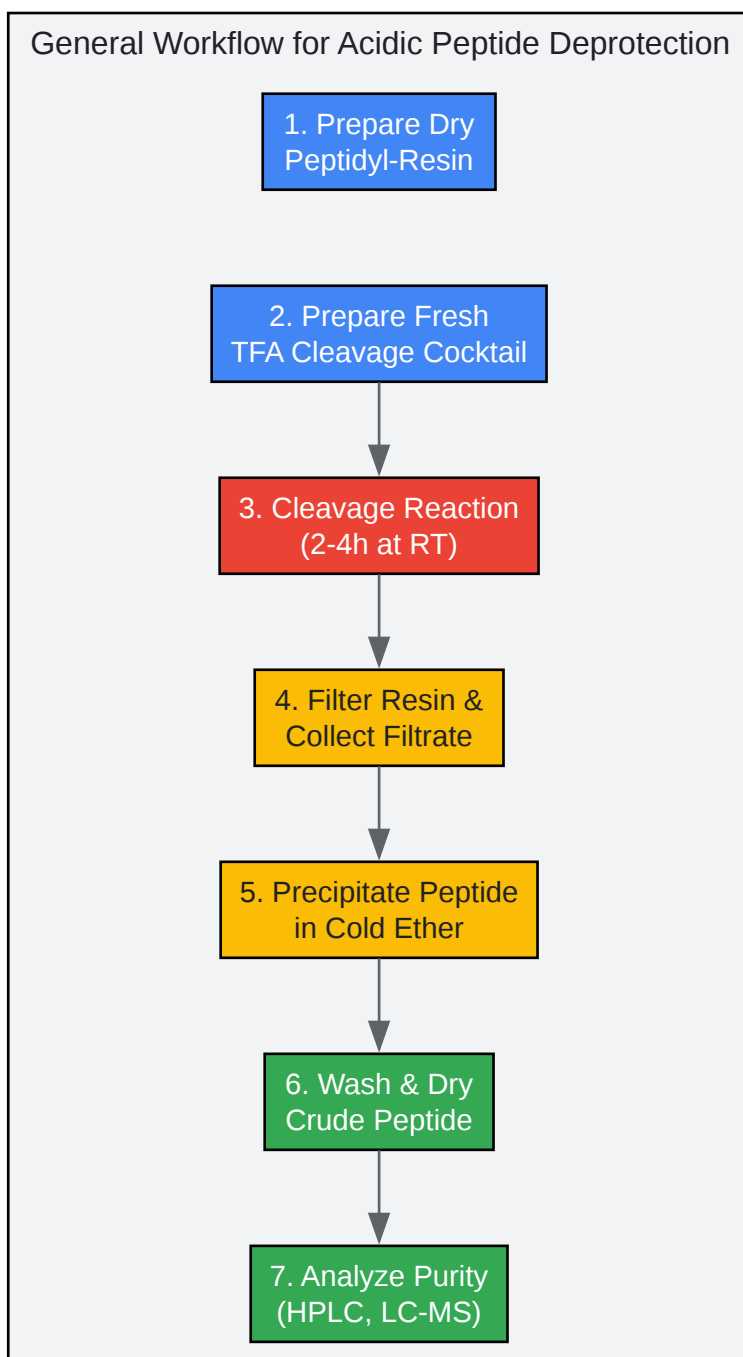 General Workflow for Acidic Peptide Deprotection
1. Prepare Dry
Peptidyl-Resin
2. Prepare Fresh
TFA Cleavage Cocktail
3. Cleavage Reaction
(2-4h at RT)
4. Filter Resin &
Collect Filtrate
5. Precipitate Peptide
in Cold Ether
6. Wash & Dry
Crude Peptide
7. Analyze Purity
(HPLC, LC-MS)